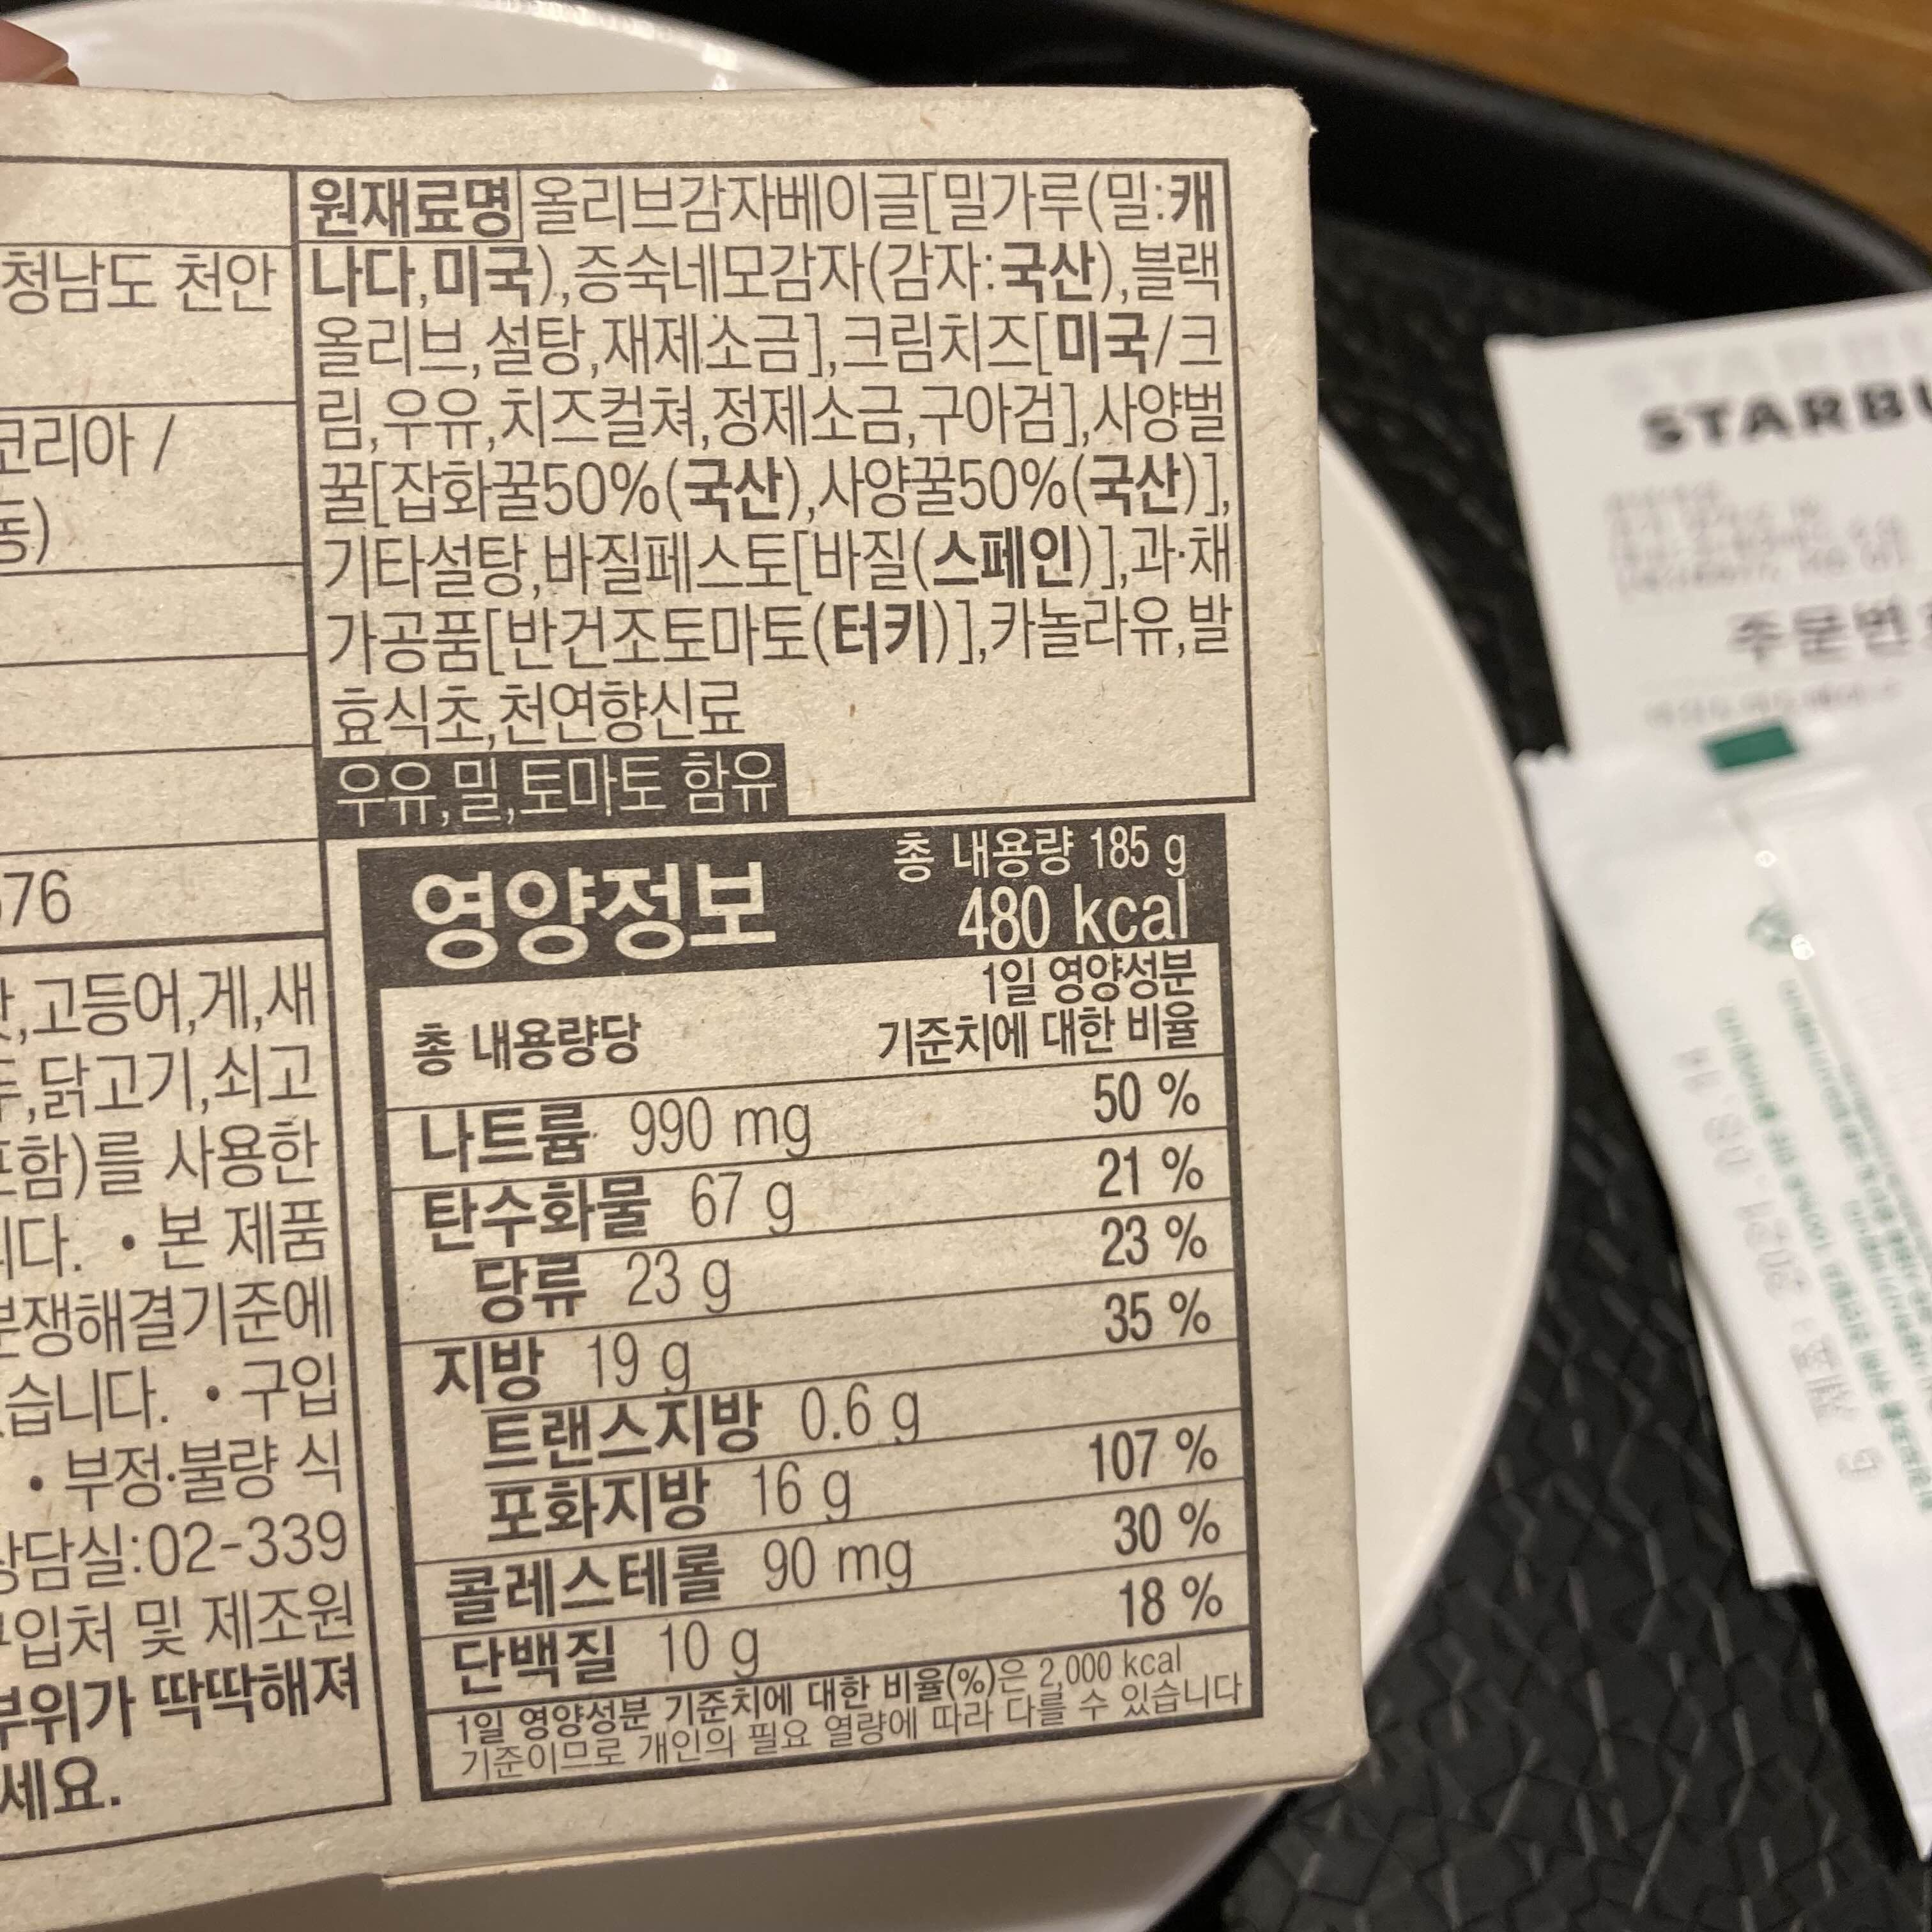 청남도 천안
코리아 /
동)
576
고등어,게,새
닭고기,쇠고
함)를 사용한
니다. • 본 제품
분쟁해결기준에
습니다. • 구입
• 부정·불량 식
상담실:02-339
구입처 및 제조원
부위가 딱딱해져
세요.
원재료명 올리브감자베이글[밀가루(밀:캐
나다,미국),증숙네모감자(감자:국산),블랙
올리브,설탕,재제소금],크림치즈[미국/크
림,우유,치즈컬쳐,정제소금,구아검],사양벌
꿀[잡화꿀50%(국산),사양꿀50%(국산)],
기타설탕,바질페스토[바질(스페인)],과·채
가공품[반건조토마토(터키)],카놀라유,발
효식초,천연향신료
우유,밀,토마토 함유
영양정보
총 내용량 185 g
480 kcal
총 내용량당
1일 영양성분
기준치에 대한 비율
나트륨 990 mg 50 %
탄수화물 67 g 21 %
당류 23 g 23 %
지방 19 g 35 %
트랜스지방 0.6 g
포화지방 16 g 107 %
콜레스테롤 90 mg 30 %
단백질 10 g 18 %
1일 영양성분 기준치에 대한 비율(%)은 2,000 kcal
기준이므로 개인의 필요 열량에 따라 다를 수 있습니다
STARBU
주문번